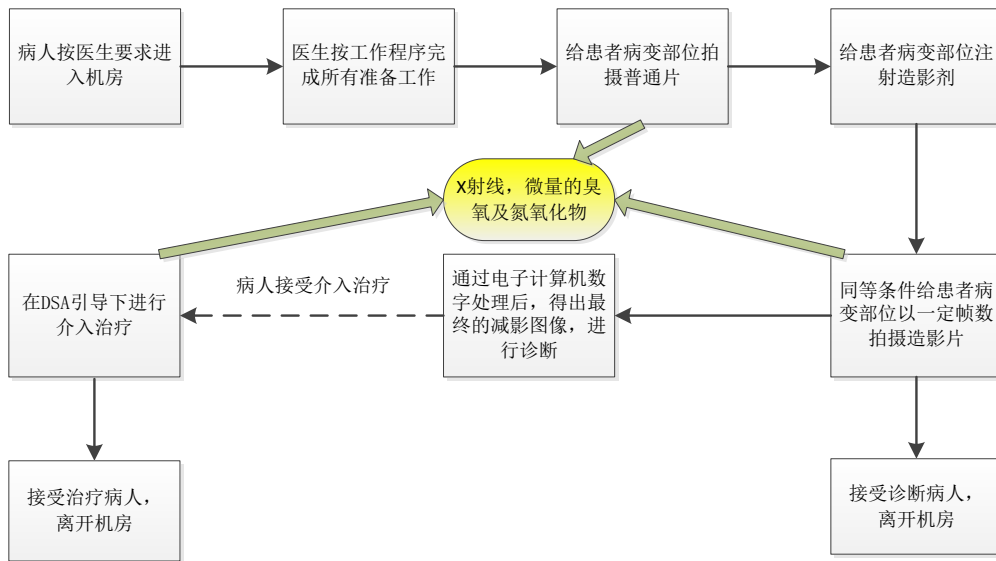 病人按医生要求进
入机房
医生按工作程序完
成所有准备工作
给患者病变部位拍
摄普通片
给患者病变部位注
射造影剂
X射线，微量的臭
氧及氮氧化物
在DSA引导下进行
介入治疗
病人接受介入治疗
通过电子计算机数
字处理后，得出最
终的减影图像，进
行诊断
同等条件给患者病
变部位以一定帧数
拍摄造影片
接受治疗病人，
离开机房
接受诊断病人，
离开机房